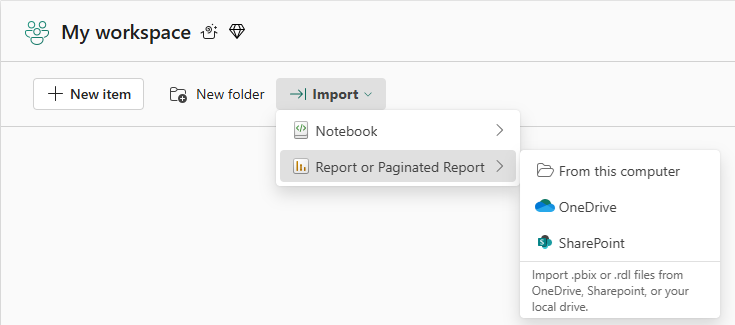 My workspace
New item
New folder
Import
Notebook
Report or Paginated Report
From this computer
OneDrive
SharePoint
Import .pbix or .rdl files from
OneDrive, Sharepoint, or your
local drive.